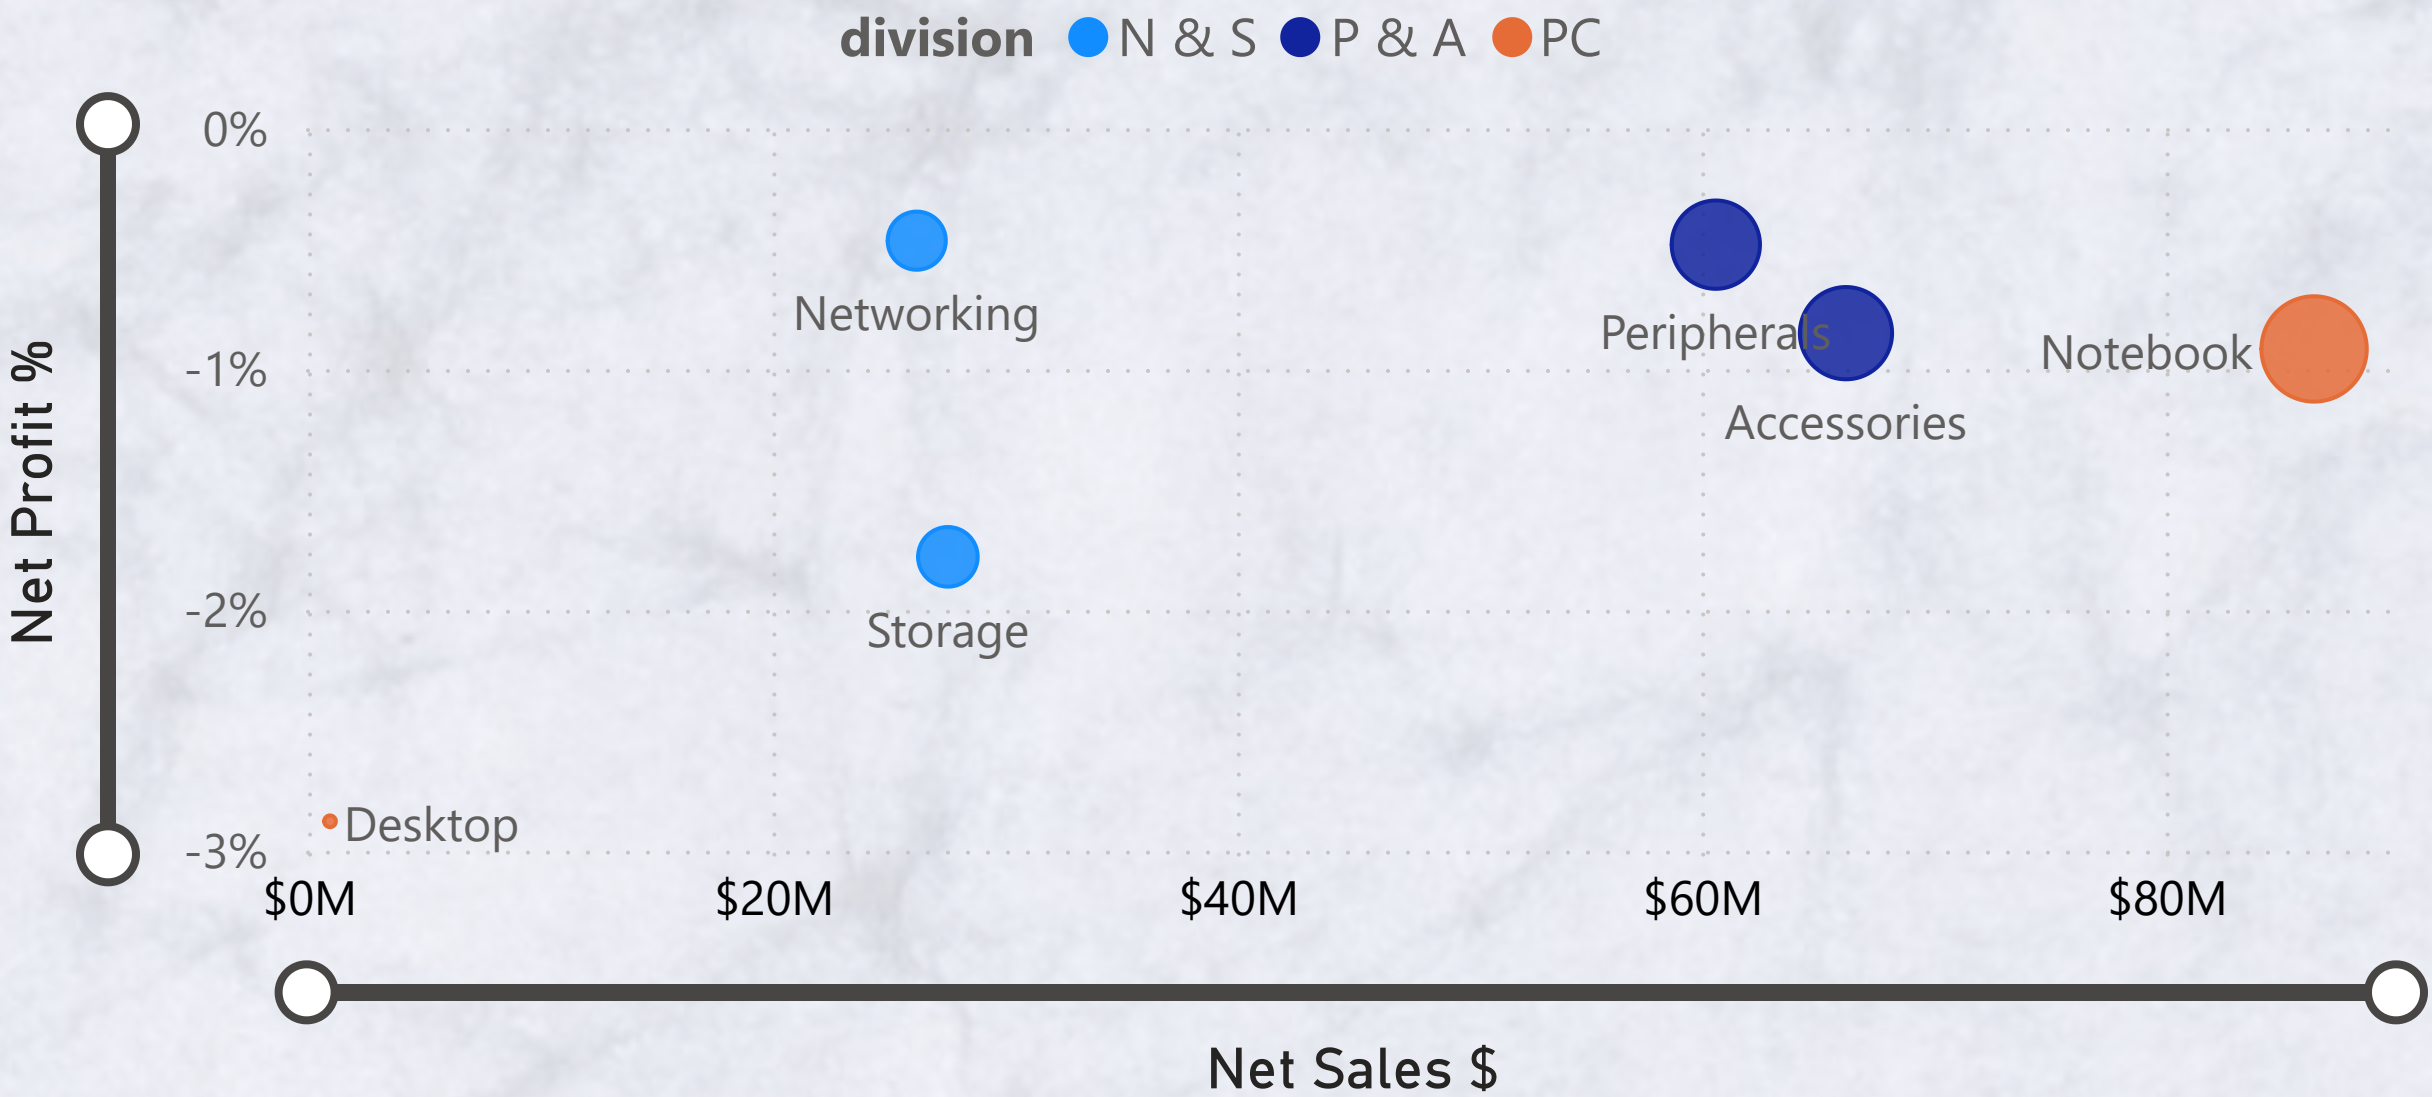 division N & S P & A PC
0%
Networking
Peripherals
Notebook
-1%
Accessories
Net Profit %
-2%
Storage
Desktop
-3%
$0M $20M $40M $60M $80M
Net Sales $